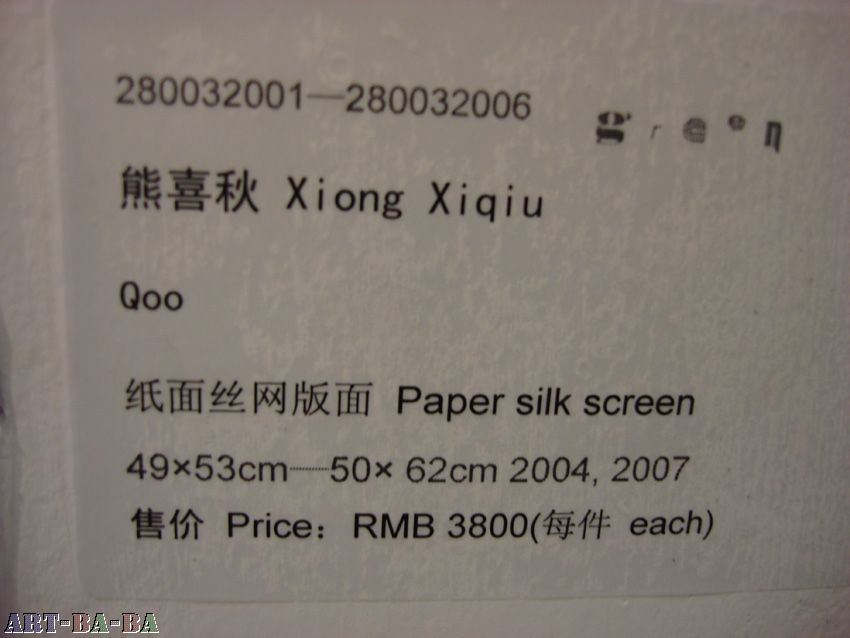 280032001—280032006
green
熊喜秋 Xiong Xiqiu
Qoo
纸面丝网版面 Paper silk screen
49×53cm—50× 62cm 2004, 2007
售价 Price: RMB 3800(每件 each)
ART-BA-BA